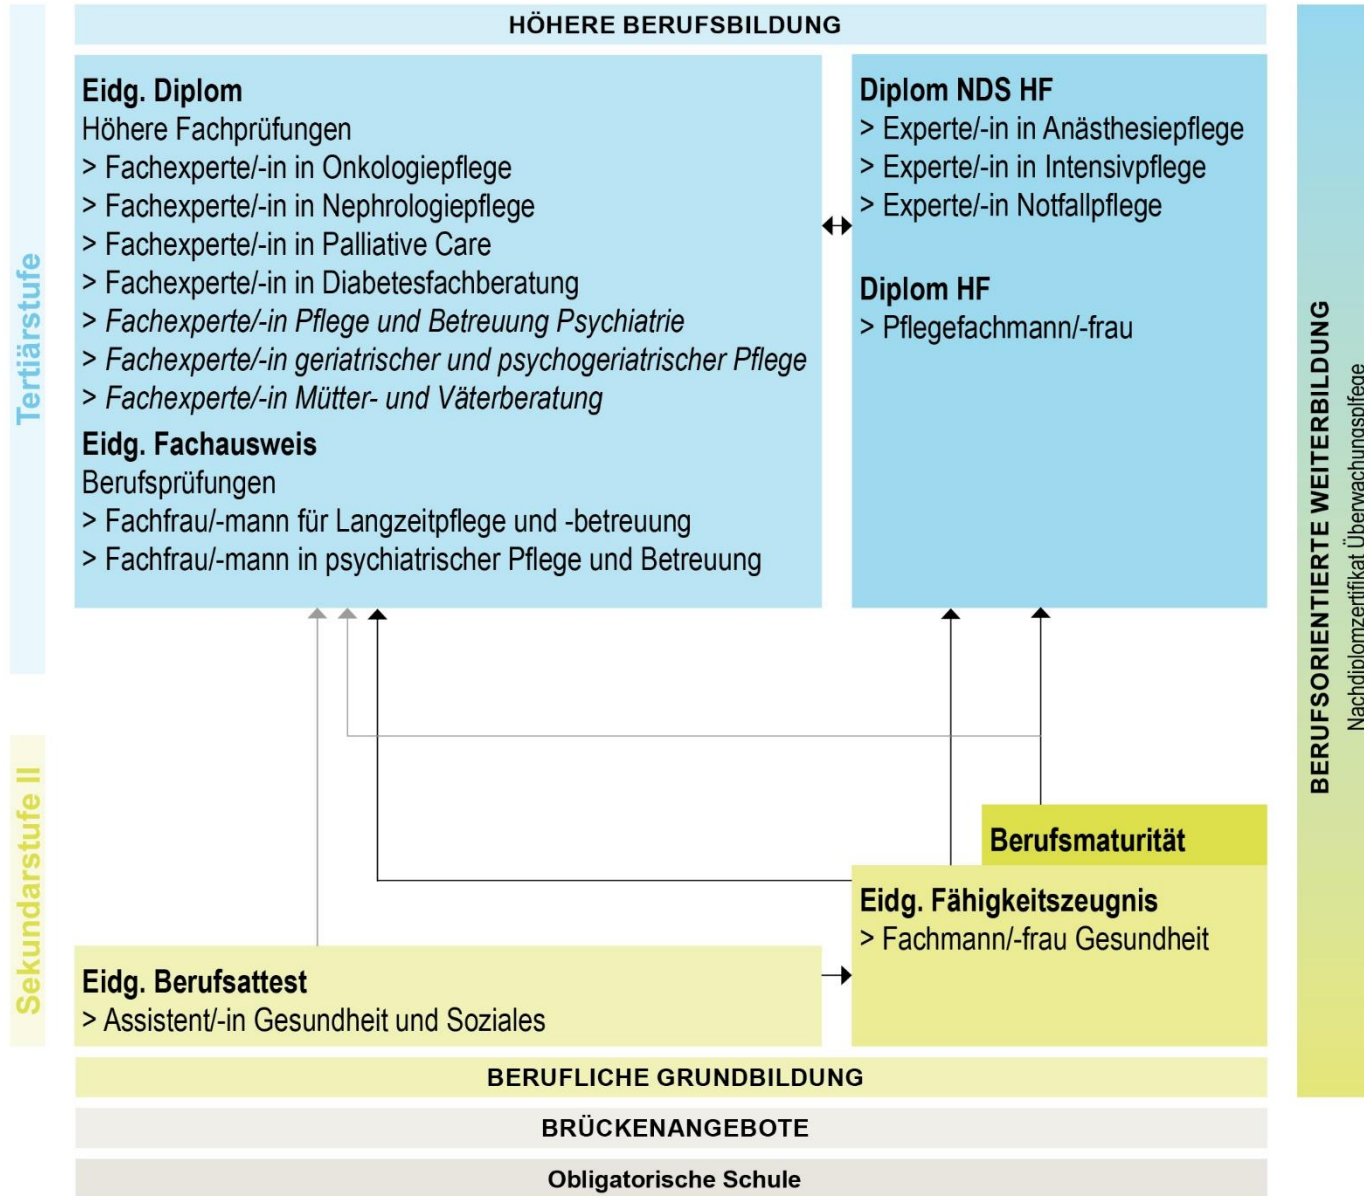 HÖHERE BERUFSBILDUNG
Tertiärstufe
Eidg. Diplom
Höhere Fachprüfungen
> Fachexperte/-in in Onkologiepflege
> Fachexperte/-in in Nephrologiepflege
> Fachexperte/-in in Palliative Care
> Fachexperte/-in in Diabetesfachberatung
> Fachexperte/-in Pflege und Betreuung Psychiatrie
> Fachexperte/-in geriatrischer und psychogeriatrischer Pflege
> Fachexperte/-in Mütter- und Väterberatung
Eidg. Fachausweis
Berufsprüfungen
> Fachfrau/-mann für Langzeitpflege und -betreuung
> Fachfrau/-mann in psychiatrischer Pflege und Betreuung
Diplom NDS HF
> Experte/-in in Anästhesiepflege
> Experte/-in in Intensivpflege
> Experte/-in Notfallpflege
Diplom HF
> Pflegefachmann/-frau
BERUFSORIENTIERTE WEITERBILDUNG
Nachdiplomzertifikat Überwachungsplfege
Sekundarstufe II
Berufsmaturität
Eidg. Fähigkeitszeugnis
> Fachmann/-frau Gesundheit
Eidg. Berufsattest
> Assistent/-in Gesundheit und Soziales
BERUFLICHE GRUNDBILDUNG
BRÜCKENANGEBOTE
Obligatorische Schule